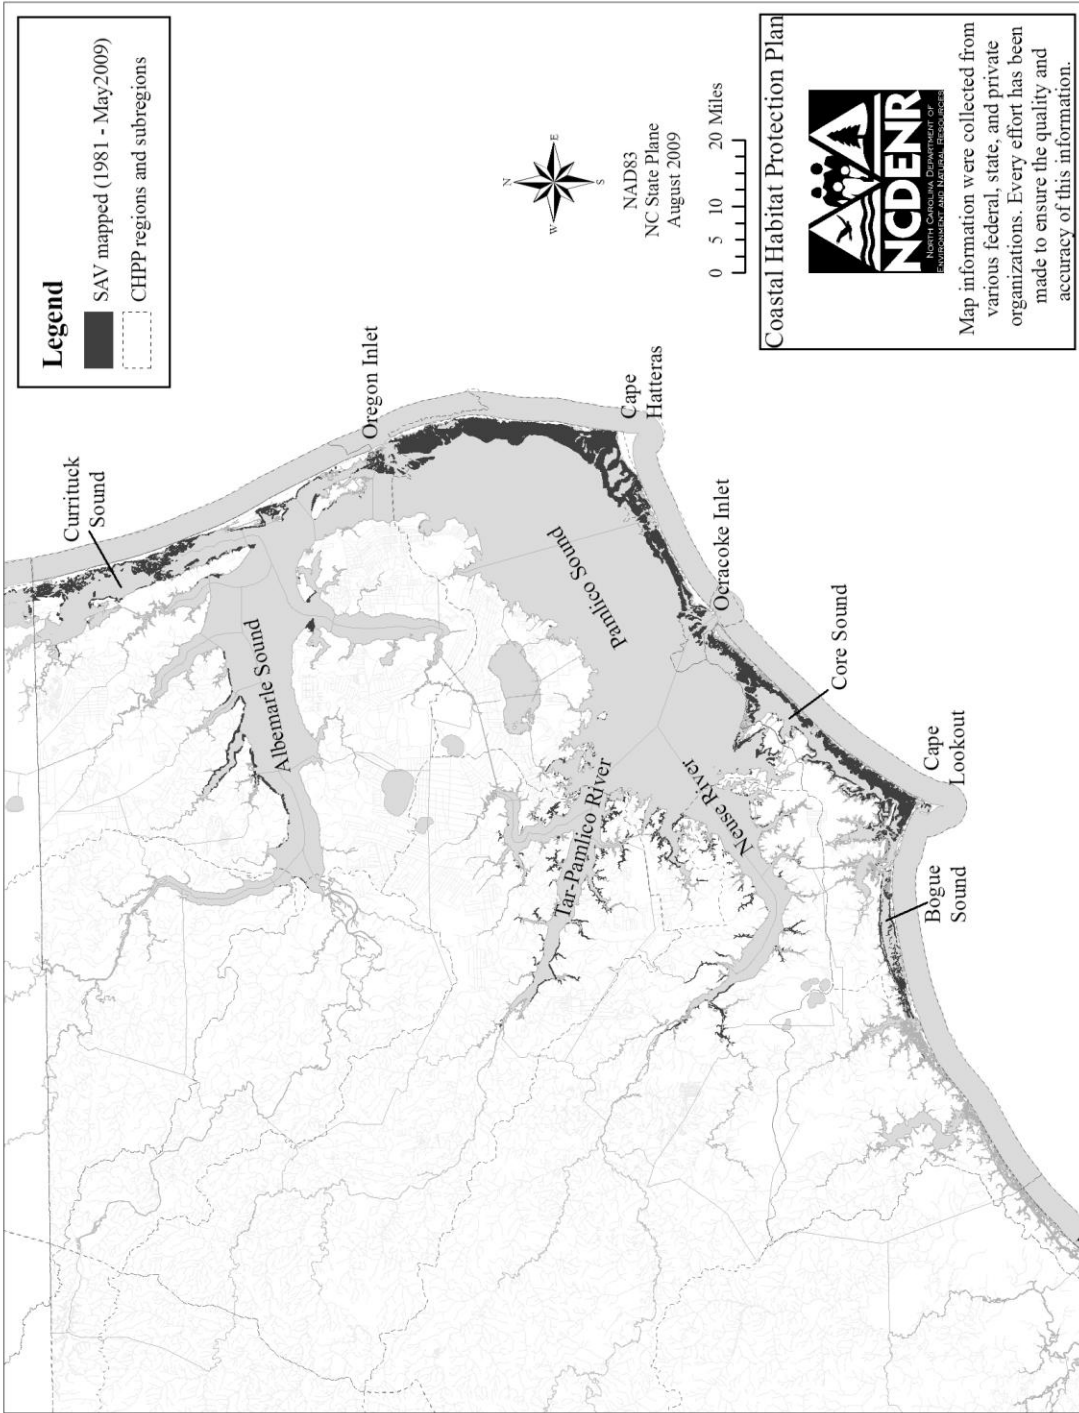 Legend
SAV mapped (1981 - May2009)
CHPP regions and subregions
Currituck
Sound
Oregon Inlet
Albemarle Sound
Cape
Hatteras
Pamlico Sound
Ocracoke Inlet
Tar-Pamlico River
Neuse River
Core Sound
Cape
Lookout
Bogue
Sound
N
W
E
S
NAD83
NC State Plane
August 2009
0 5 10 20 Miles
Coastal Habitat Protection Plan
NCDENR
NORTH CAROLINA DEPARTMENT OF
ENVIRONMENT AND NATURAL RESOURCES
Map information were collected from
various federal, state, and private
organizations. Every effort has been
made to ensure the quality and
accuracy of this information.